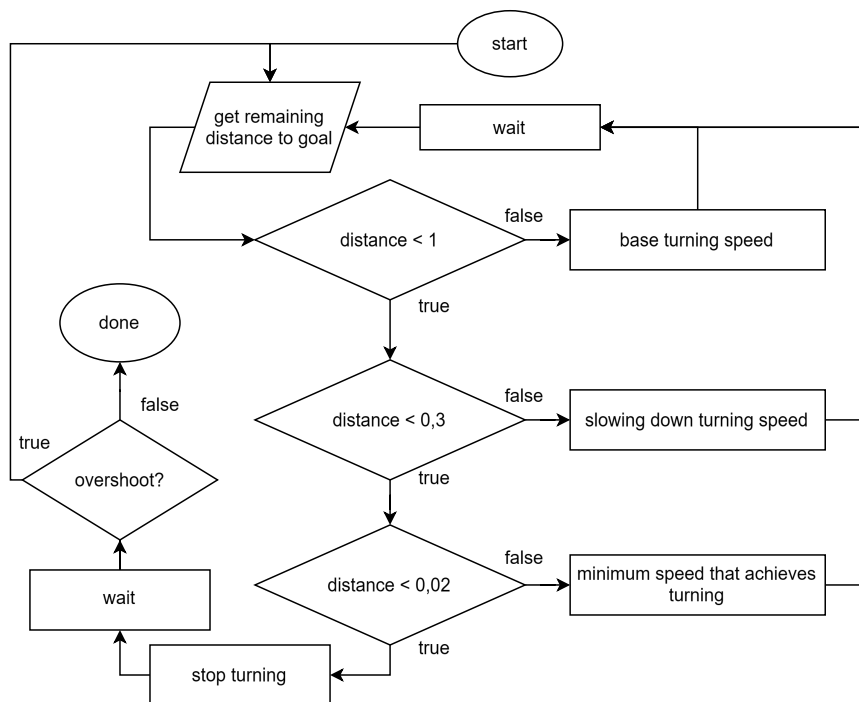 start
get remaining
distance to goal
wait
distance < 1
false
base turning speed
true
done
distance < 0,3
false
slowing down turning speed
true
false
true
overshoot?
distance < 0,02
false
minimum speed that achieves
turning
true
wait
stop turning